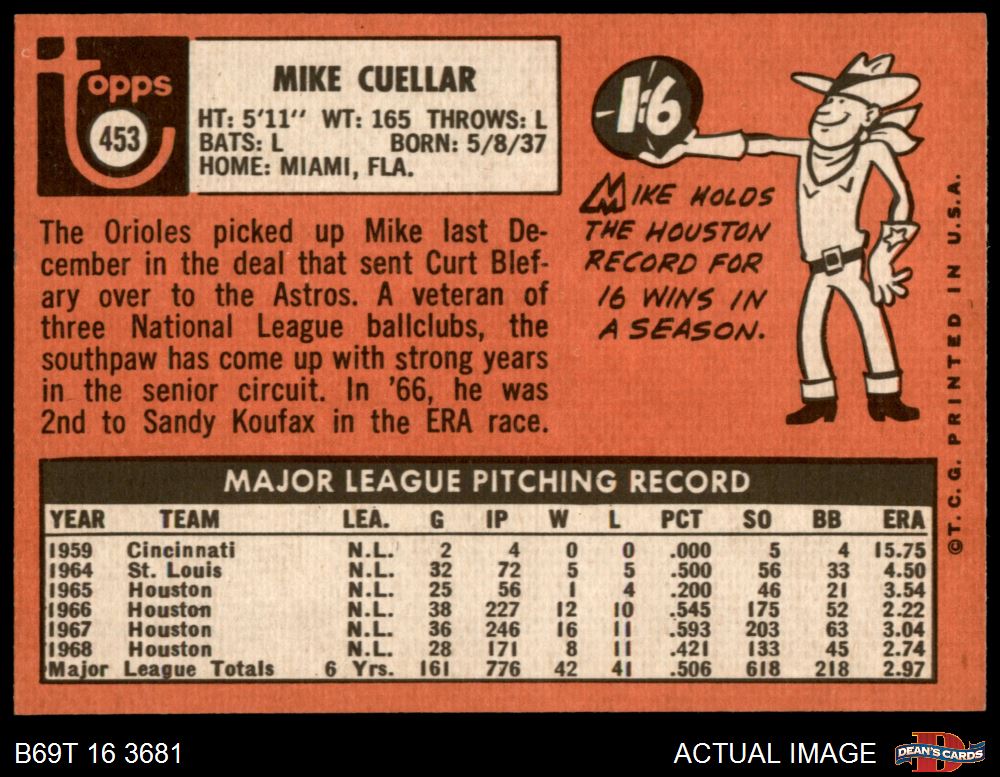 Topps
453
MIKE CUELLAR
HT: 5'11" WT: 165 THROWS: L
BATS: L BORN: 5/8/37
HOME: MIAMI, FLA.
The Orioles picked up Mike last De-
cember in the deal that sent Curt Blef-
ary over to the Astros. A veteran of
three National League ballclubs, the
southpaw has come up with strong years
in the senior circuit. In '66, he was
2nd to Sandy Koufax in the ERA race.
16
MIKE HOLDS
THE HOUSTON
RECORD FOR
16 WINS IN
A SEASON.
©T.C.G. PRINTED IN U.S.A.
MAJOR LEAGUE PITCHING RECORD
YEAR TEAM LEA. G IP W L PCT SO BB ERA
1959 Cincinnati N.L. 2 4 0 0 .000 5 4 15.75
1964 St. Louis N.L. 32 72 5 5 .500 56 33 4.50
1965 Houston N.L. 25 56 1 4 .200 46 21 3.54
1966 Houston N.L. 38 227 12 10 .545 175 52 2.22
1967 Houston N.L. 36 246 16 11 .593 203 63 3.04
1968 Houston N.L. 28 171 8 11 .421 133 45 2.74
Major League Totals 6 Yrs. 161 776 42 41 .506 618 218 2.97
B69T 16 3681
ACTUAL IMAGE
D
DEAN'S CARDS